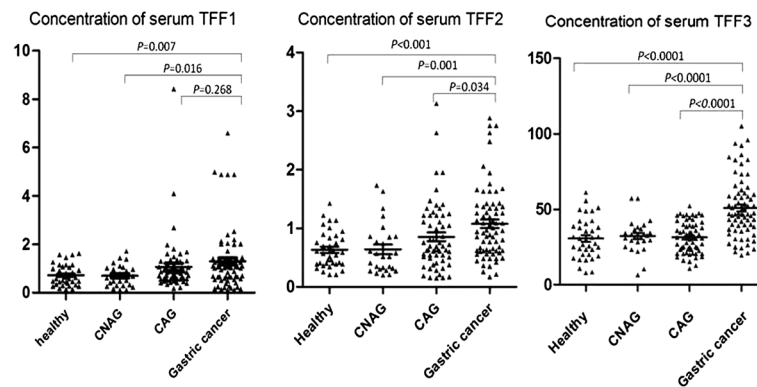 Concentration of serum TFF1
10
8
6
4
2
0
P=0.007
P=0.016
P=0.268
healthy
CNAG
CAG
Gastric cancer
Concentration of serum TFF2
4
3
2
1
0
P<0.001
P=0.001
P=0.034
Healthy
CNAG
CAG
Gastric cancer
Concentration of serum TFF3
150
100
50
0
P<0.0001
P<0.0001
P<0.0001
Healthy
CNAG
CAG
Gastric cancer